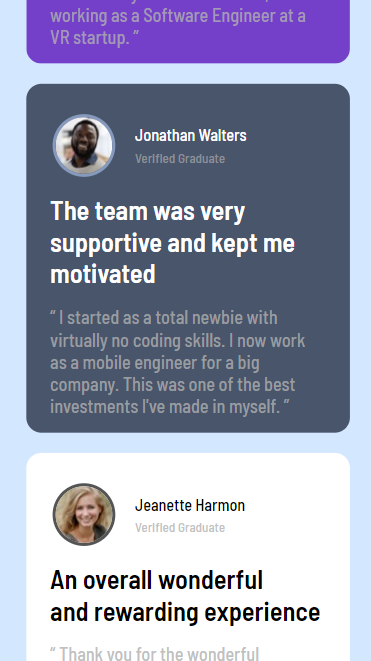 working as a Software Engineer at a
VR startup. ”
Jonathan Walters
Verified Graduate
The team was very
supportive and kept me
motivated
“ I started as a total newbie with
virtually no coding skills. I now work
as a mobile engineer for a big
company. This was one of the best
investments I've made in myself. ”
Jeanette Harmon
Verified Graduate
An overall wonderful
and rewarding experience
“ Thank you for the wonderful